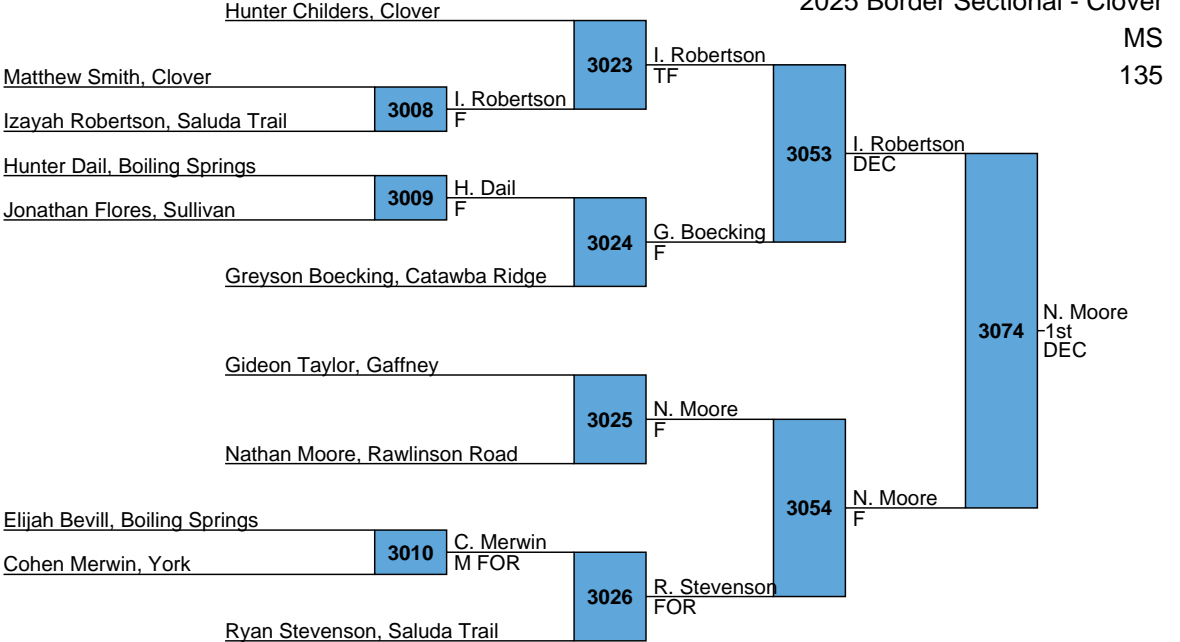 2025 Border Sectional - Clover
MS
135
Hunter Childers, Clover
3023
I. Robertson
TF
Matthew Smith, Clover
3008
I. Robertson
F
Izayah Robertson, Saluda Trail
3053
I. Robertson
DEC
Hunter Dail, Boiling Springs
3009
H. Dail
F
Jonathan Flores, Sullivan
3024
G. Boecking
F
Greyson Boecking, Catawba Ridge
3074
N. Moore
1st
DEC
Gideon Taylor, Gaffney
3025
N. Moore
F
Nathan Moore, Rawlinson Road
3054
N. Moore
F
Elijah Bevill, Boiling Springs
3010
C. Merwin
M FOR
Cohen Merwin, York
3026
R. Stevenson
FOR
Ryan Stevenson, Saluda Trail